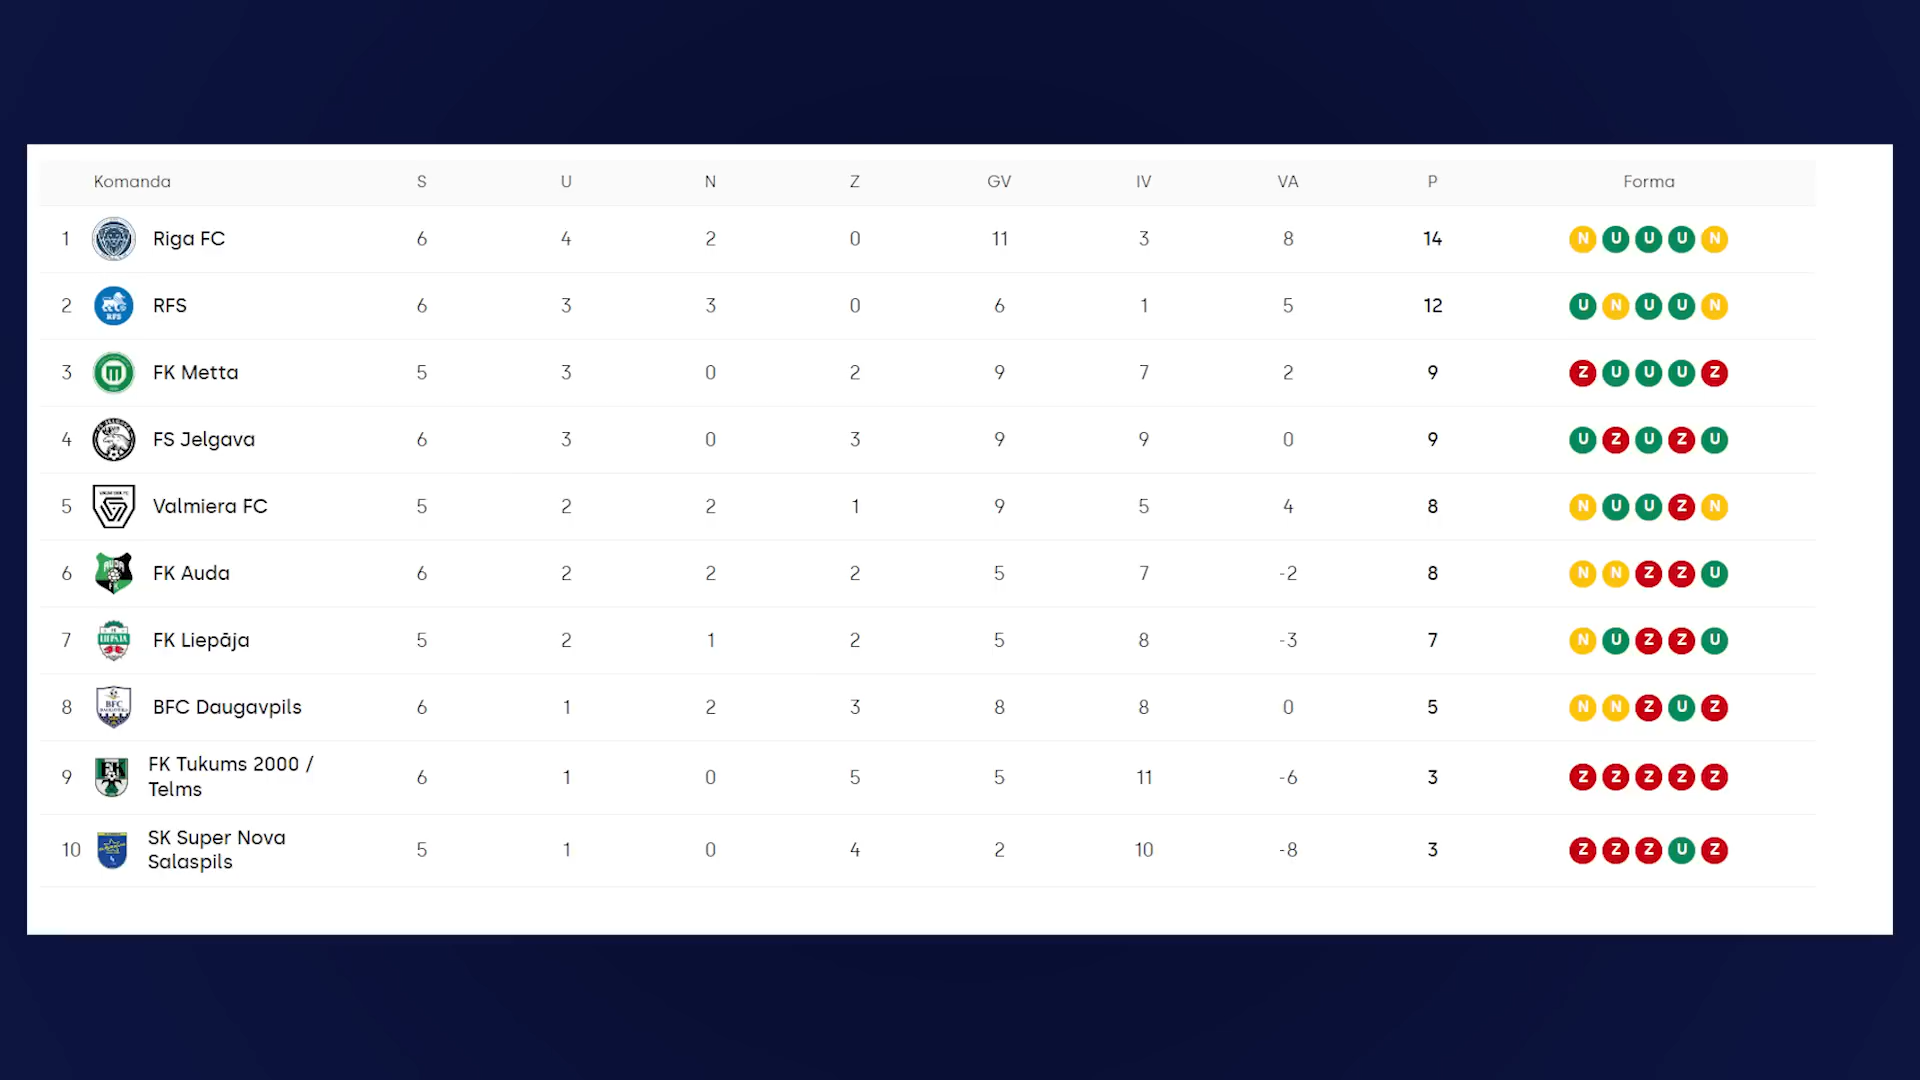 Komanda S U N Z GV IV VA P Forma
1 Riga FC 6 4 2 0 11 3 8 14 N U U U N
2 RFS RFS 6 3 3 0 6 1 5 12 U N U U N
3 FK Metta 5 3 0 2 9 7 2 9 Z U U U Z
4 FS Jelgava 6 3 0 3 9 9 0 9 U Z U Z U
5 Valmiera FC 5 2 2 1 9 5 4 8 N U U Z N
6 AUDA FK FK Auda 6 2 2 2 5 7 -2 8 N N Z Z U
7 LIEPĀJA FK Liepāja 5 2 1 2 5 8 -3 7 N U Z Z U
8 BFC BFC Daugavpils 6 1 2 3 8 8 0 5 N N Z U Z
9 FK Tukums 2000 /
Telms 6 1 0 5 5 11 -6 3 Z Z Z Z Z
10 SK Super Nova
Salaspils 5 1 0 4 2 10 -8 3 Z Z Z U Z